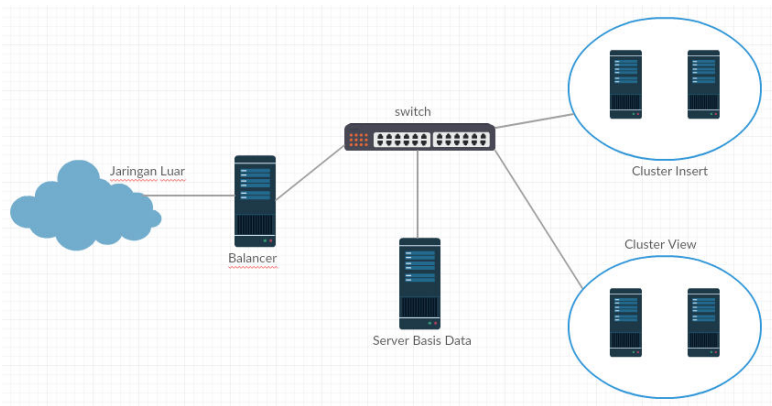 switch
Jaringan Luar
Cluster Insert
Cluster View
Balancer
Server Basis Data